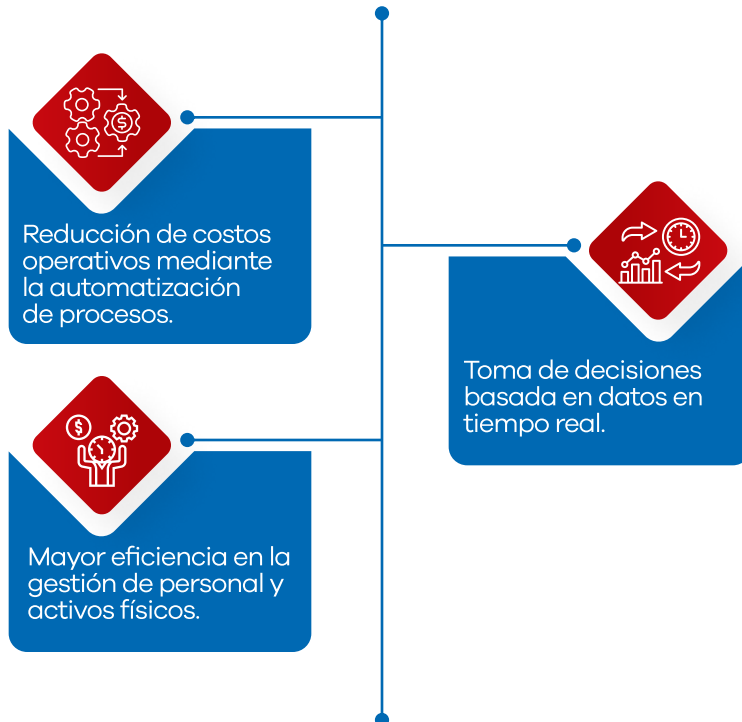 Reducción de costos
operativos mediante
la automatización
de procesos.
Toma de decisiones
basada en datos en
tiempo real.
Mayor eficiencia en la
gestión de personal y
activos físicos.